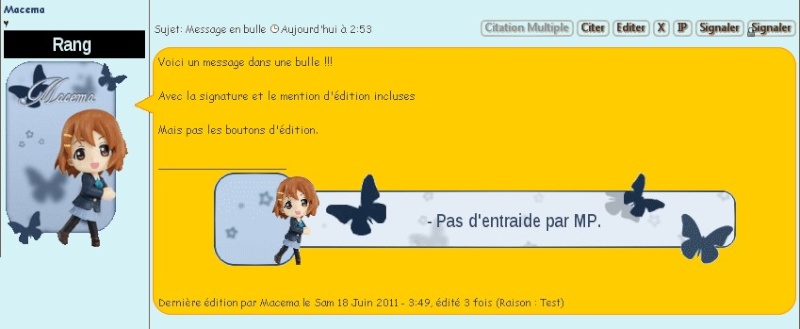 Macema
♥
Rang
Macema
Sujet: Message en bulle Aujourd'hui à 2:53
Citation Multiple Citer Editer X IP Signaler Signaler
Voici un message dans une bulle !!!
Avec la signature et le mention d'édition incluses
Mais pas les boutons d'édition.
- Pas d'entraide par MP.
Dernière édition par Macema le Sam 18 Juin 2011 - 3:49, édité 3 fois (Raison : Test)